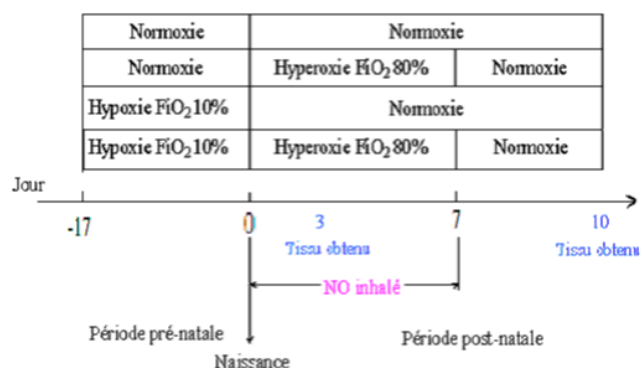 Normoxie Normoxie
Normoxie Hyperoxie FiO2 80% Normoxie
Hypoxie FiO2 10% Normoxie
Hypoxie FiO2 10% Hyperoxie FiO2 80% Normoxie
Jour
-17 0 3 7 10
Tissu obtenu Tissu obtenu
NO inhalé
Période pré-natale Période post-natale
Naissance